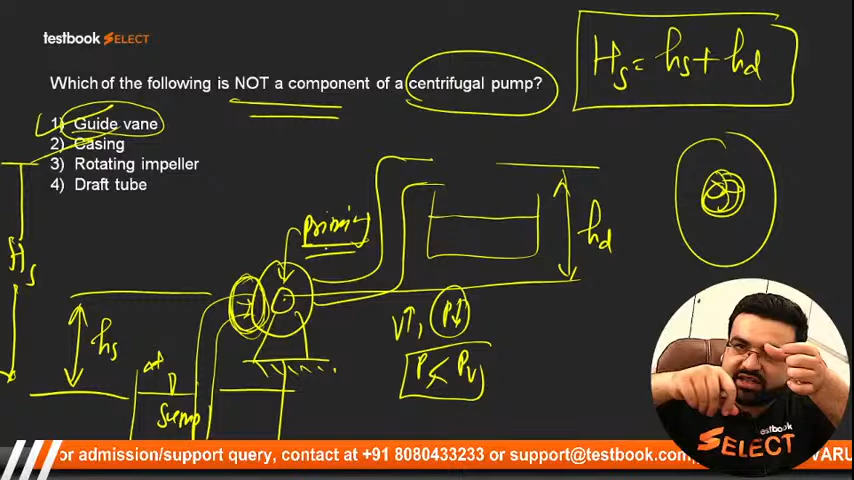 testbook SELECT
Which of the following is NOT a component of a centrifugal pump?
1) Guide vane
2) Casing
3) Rotating impeller
4) Draft tube
Hs = hs + hd
Priming
hd
Hs
hs
V↑, P↓
P < Pv
Sump
testbook
SELECT
or admission/support query, contact at +91 8080433233 or support@testbook.com
VARU